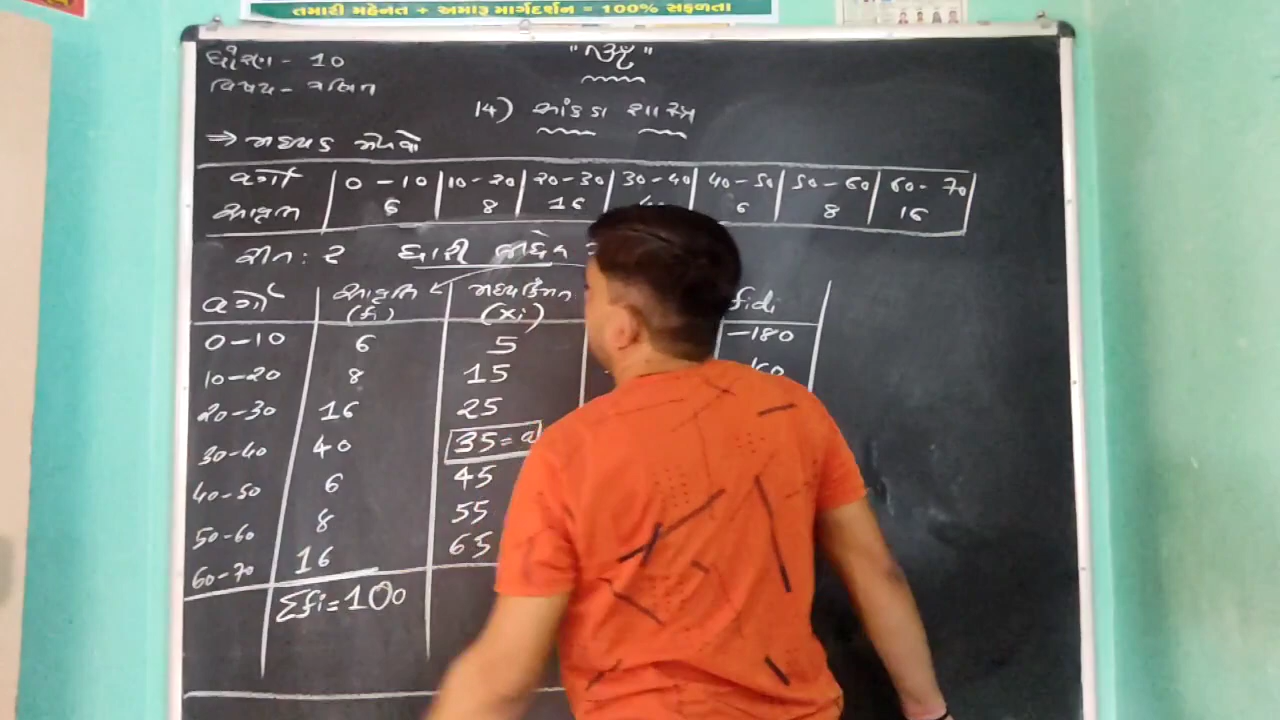 તમારી મહેનત + અમારૂ માર્ગદર્શન = 100% સફળતા
ધોરણ - 10
"ૐ"
વિષય - ગણિત
14) આંકડા શાસ્ત્ર
⇒ મધ્યક મેળવો
વર્ગો 0 - 10 10 - 20 20 - 30 30 - 40 40 - 50 50 - 60 60 - 70
આવૃત્તિ 6 8 16 6 8 16
રીત : 2 ધારી લીધેલ
વર્ગો આવૃત્તિ (fi) મધ્યકિંમત (xi) fidi
0 - 10 6 5 -180
10 - 20 8 15
20 - 30 16 25
30 - 40 40 35 = a
40 - 50 6 45
50 - 60 8 55
60 - 70 16 65
Σfi = 100